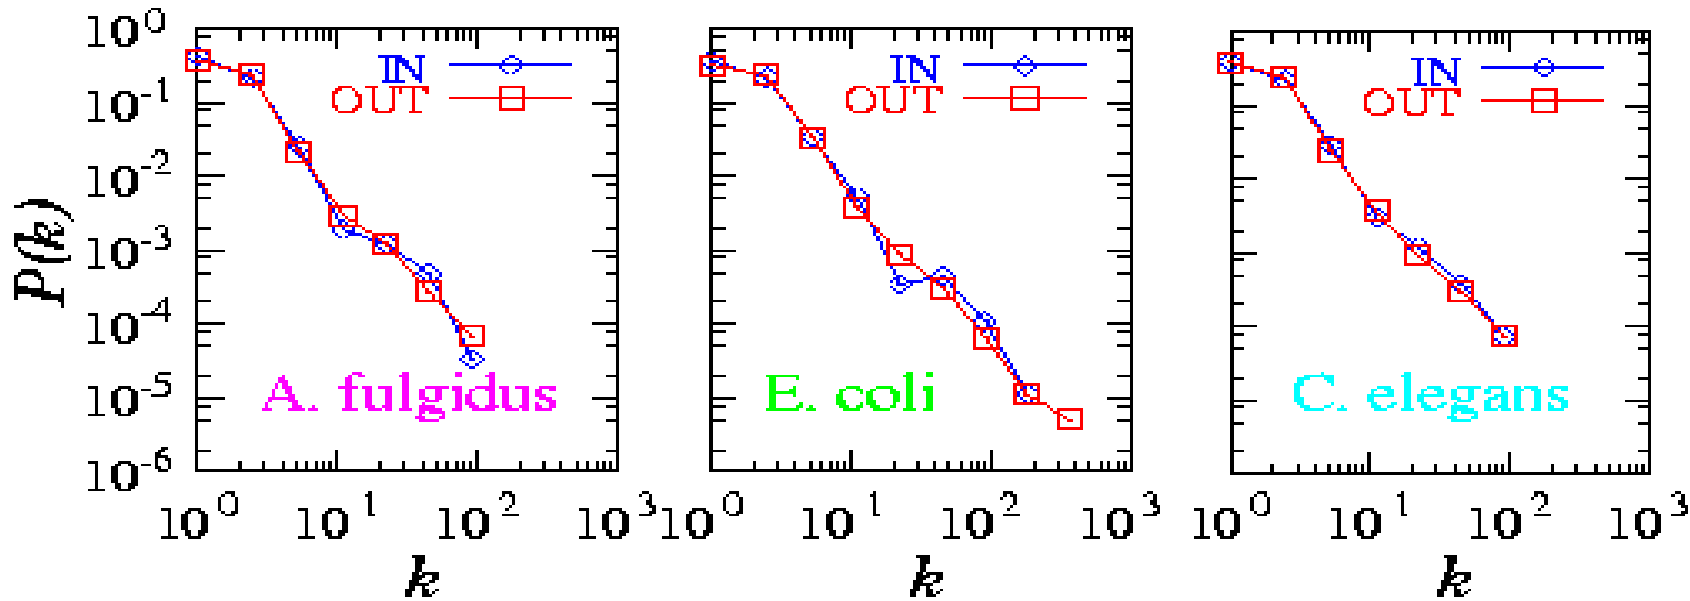 P(k)
10^0
10^-1
10^-2
10^-3
10^-4
10^-5
10^-6
IN
OUT
A. fulgidus
10^0 10^1 10^2 10^3
k
IN
OUT
E. coli
10^0 10^1 10^2 10^3
k
IN
OUT
C. elegans
10^0 10^1 10^2 10^3
k